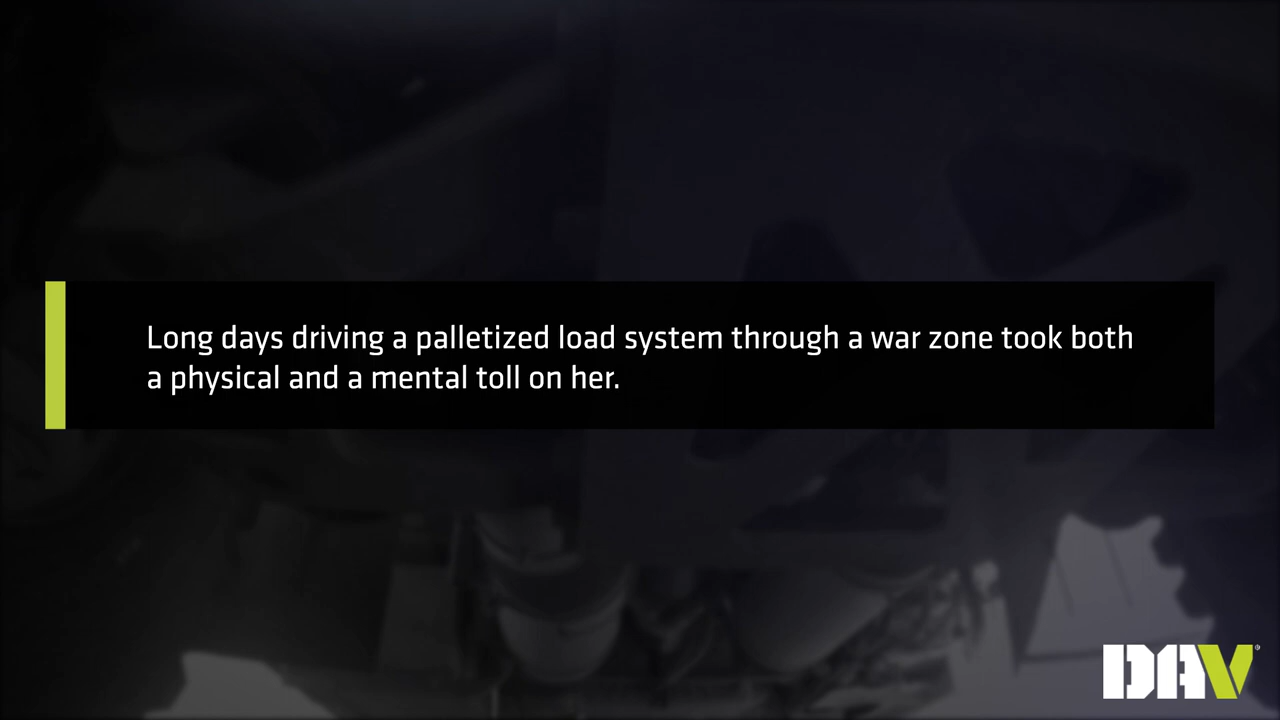 Long days driving a palletized load system through a war zone took both
a physical and a mental toll on her.
DAV®